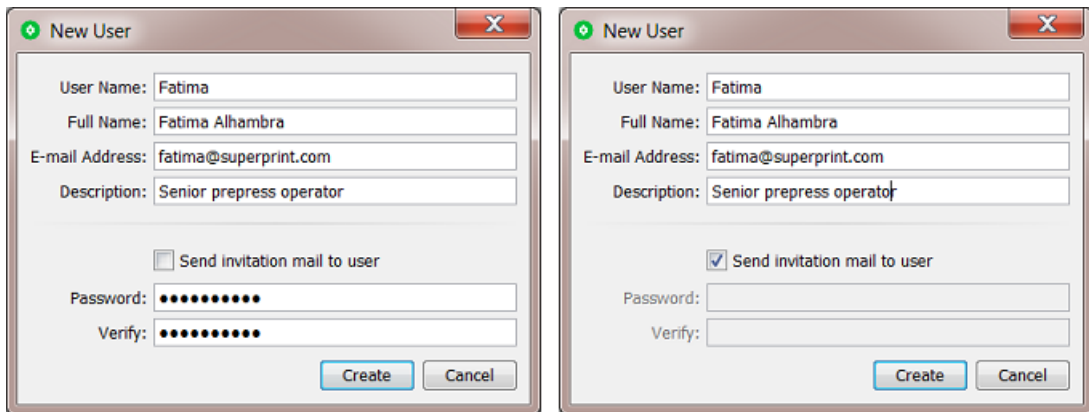 New User
User Name: Fatima
Full Name: Fatima Alhambra
E-mail Address: fatima@superprint.com
Description: Senior prepress operator
Send invitation mail to user
Password: ●●●●●●●●●●
Verify: ●●●●●●●●●●
Create Cancel
New User
User Name: Fatima
Full Name: Fatima Alhambra
E-mail Address: fatima@superprint.com
Description: Senior prepress operator
Send invitation mail to user
Password:
Verify:
Create Cancel